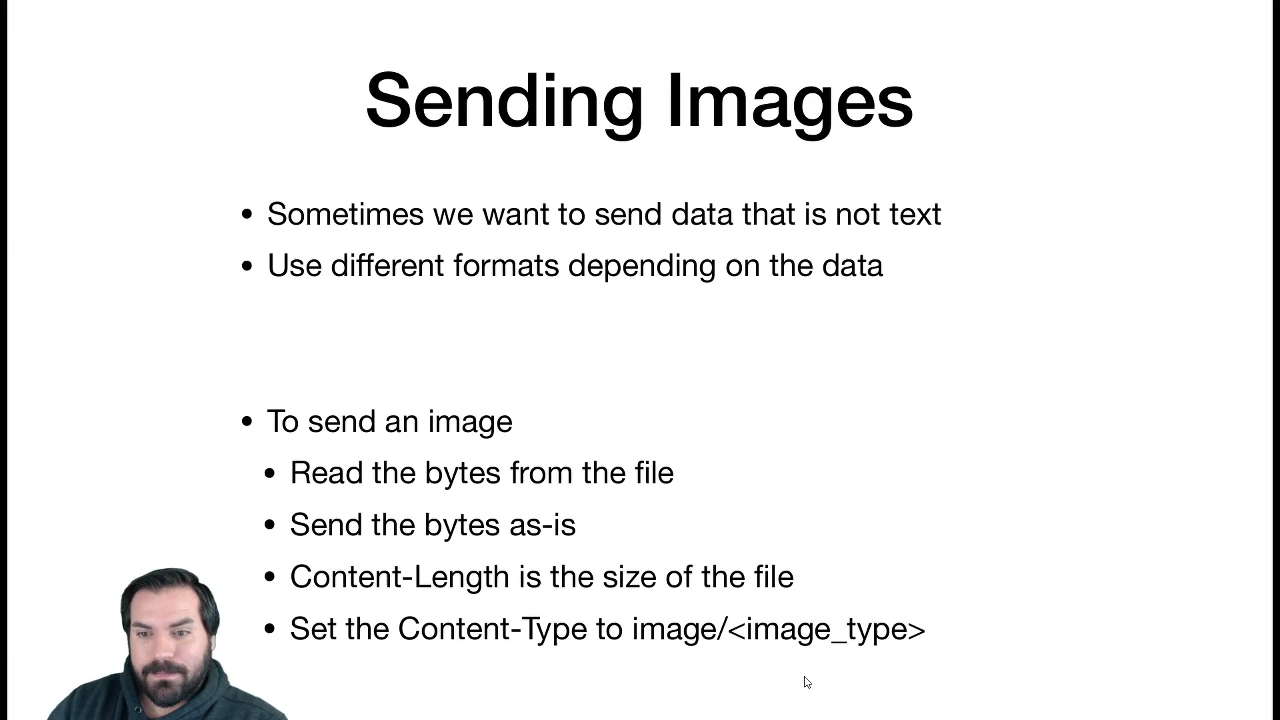 Sending Images
• Sometimes we want to send data that is not text
• Use different formats depending on the data
• To send an image
• Read the bytes from the file
• Send the bytes as-is
• Content-Length is the size of the file
• Set the Content-Type to image/<image_type>